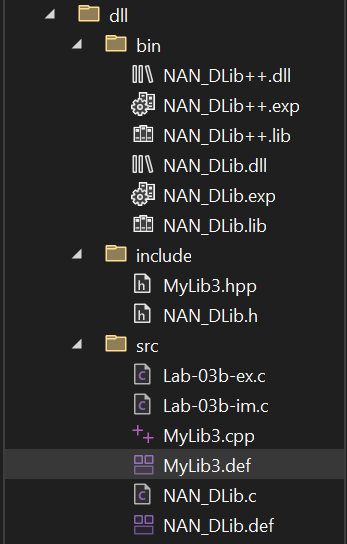 dll
bin
NAN_DLib++.dll
NAN_DLib++.exp
NAN_DLib++.lib
NAN_DLib.dll
NAN_DLib.exp
NAN_DLib.lib
include
MyLib3.hpp
NAN_DLib.h
src
Lab-03b-ex.c
Lab-03b-im.c
MyLib3.cpp
MyLib3.def
NAN_DLib.c
NAN_DLib.def